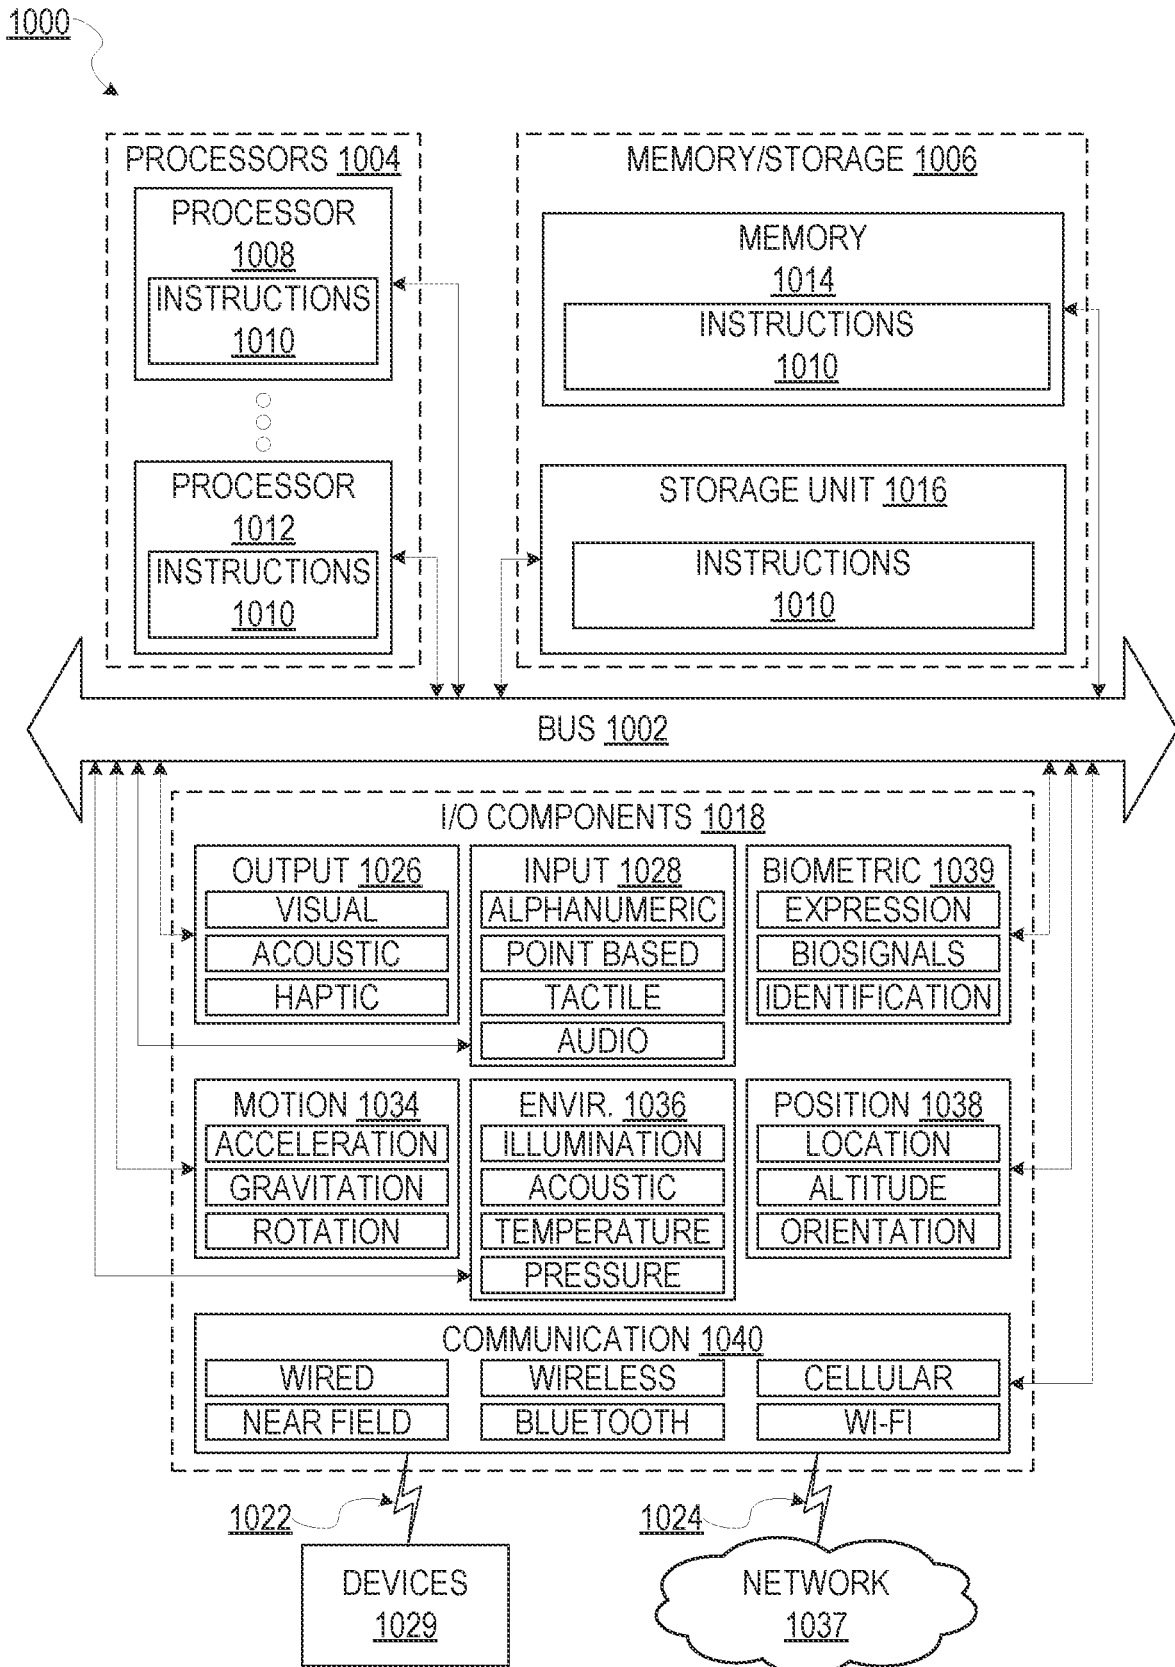 1000
PROCESSORS 1004
PROCESSOR
1008
INSTRUCTIONS
1010
PROCESSOR
1012
INSTRUCTIONS
1010
MEMORY/STORAGE 1006
MEMORY
1014
INSTRUCTIONS
1010
STORAGE UNIT 1016
INSTRUCTIONS
1010
BUS 1002
I/O COMPONENTS 1018
OUTPUT 1026
VISUAL
ACOUSTIC
HAPTIC
INPUT 1028
ALPHANUMERIC
POINT BASED
TACTILE
AUDIO
BIOMETRIC 1039
EXPRESSION
BIOSIGNALS
IDENTIFICATION
MOTION 1034
ACCELERATION
GRAVITATION
ROTATION
ENVIR. 1036
ILLUMINATION
ACOUSTIC
TEMPERATURE
PRESSURE
POSITION 1038
LOCATION
ALTITUDE
ORIENTATION
COMMUNICATION 1040
WIRED
WIRELESS
CELLULAR
NEAR FIELD
BLUETOOTH
WI-FI
1022
1024
DEVICES
1029
NETWORK
1037